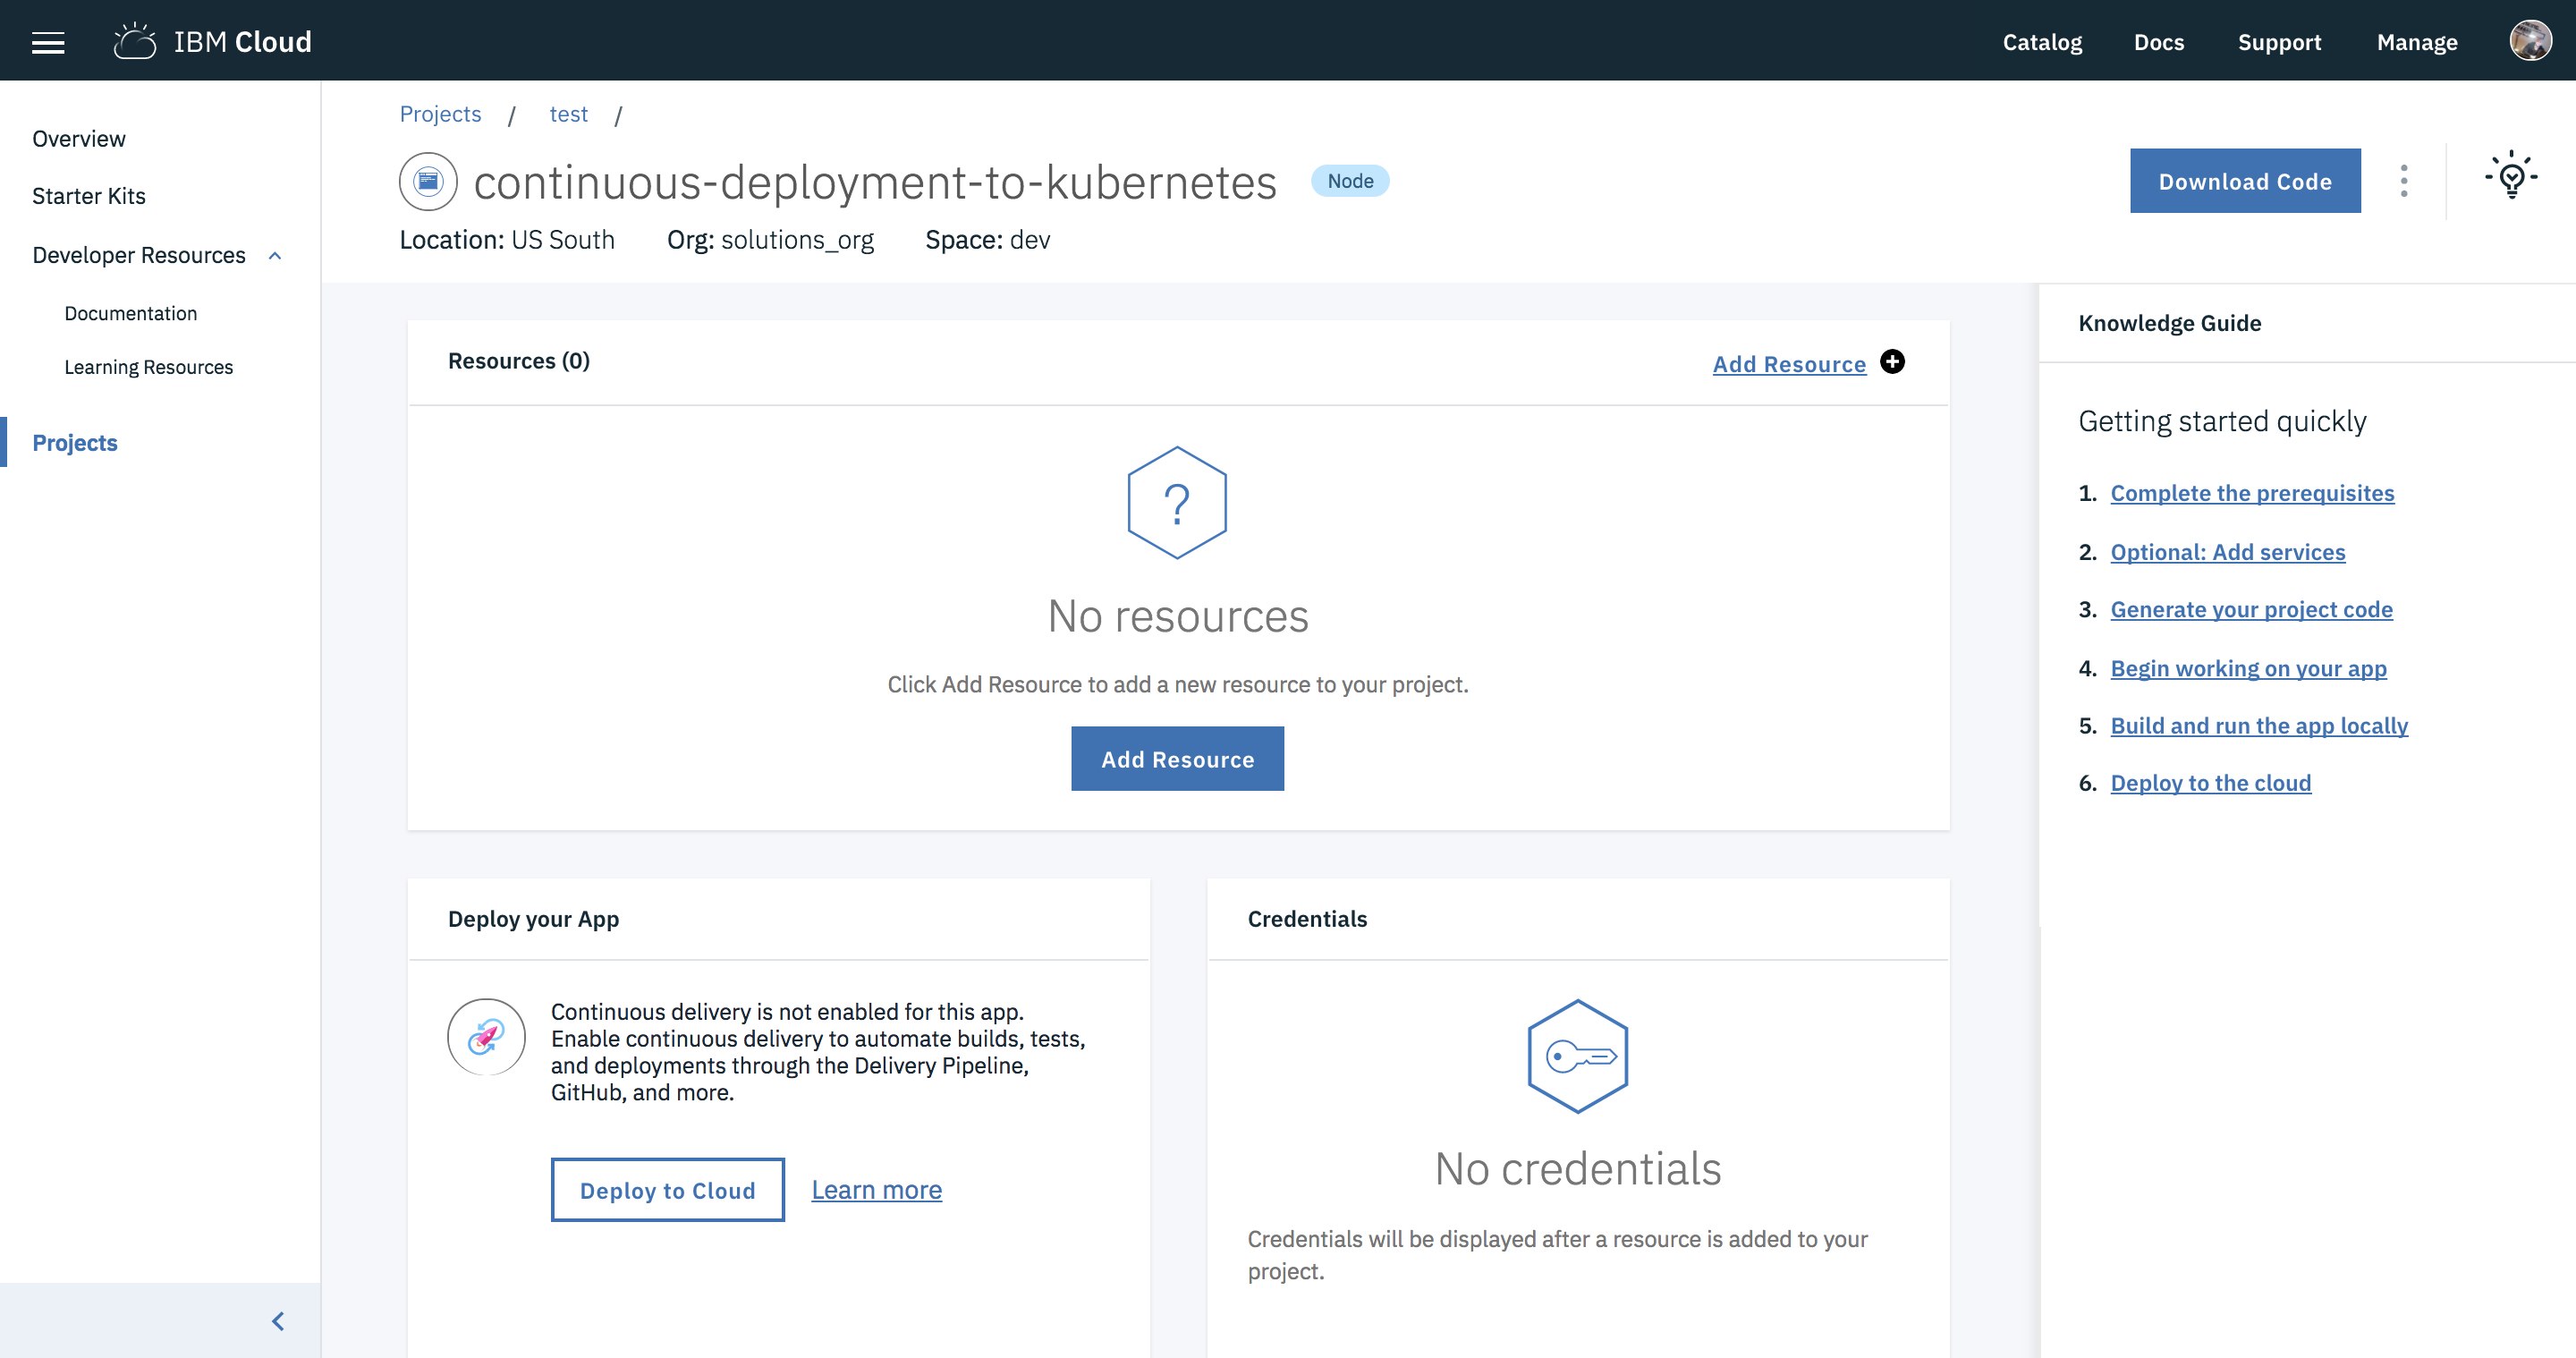 IBM Cloud
Catalog Docs Support Manage
Overview
Starter Kits
Developer Resources
Documentation
Learning Resources
Projects
Projects / test /
continuous-deployment-to-kubernetes Node
Location: US South Org: solutions_org Space: dev
Download Code
Resources (0)
Add Resource
?
No resources
Click Add Resource to add a new resource to your project.
Add Resource
Deploy your App
Continuous delivery is not enabled for this app.
Enable continuous delivery to automate builds, tests,
and deployments through the Delivery Pipeline,
GitHub, and more.
Deploy to Cloud Learn more
Credentials
No credentials
Credentials will be displayed after a resource is added to your
project.
Knowledge Guide
Getting started quickly
1. Complete the prerequisites
2. Optional: Add services
3. Generate your project code
4. Begin working on your app
5. Build and run the app locally
6. Deploy to the cloud